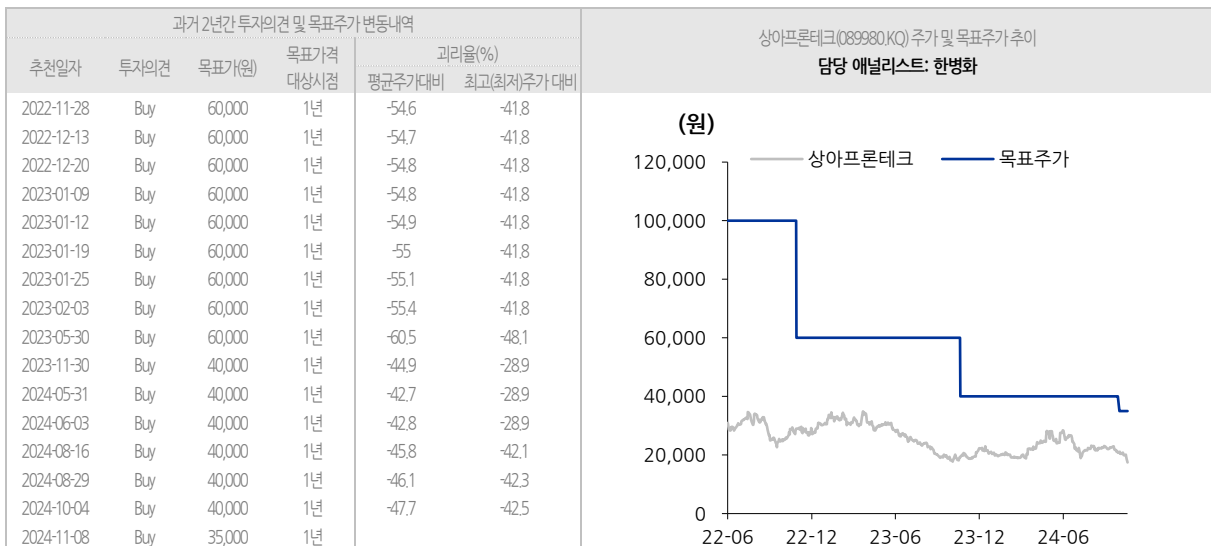 과거 2년간 투자의견 및 목표주가 변동내역
추천일자 투자의견 목표가(원) 목표가격 대상시점 괴리율(%)
평균주가대비 최고(최저)주가 대비
2022-11-28 Buy 60,000 1년 -54.6 -41.8
2022-12-13 Buy 60,000 1년 -54.7 -41.8
2022-12-20 Buy 60,000 1년 -54.8 -41.8
2023-01-09 Buy 60,000 1년 -54.8 -41.8
2023-01-12 Buy 60,000 1년 -54.9 -41.8
2023-01-19 Buy 60,000 1년 -55 -41.8
2023-01-25 Buy 60,000 1년 -55.1 -41.8
2023-02-03 Buy 60,000 1년 -55.4 -41.8
2023-05-30 Buy 60,000 1년 -60.5 -48.1
2023-11-30 Buy 40,000 1년 -44.9 -28.9
2024-05-31 Buy 40,000 1년 -42.7 -28.9
2024-06-03 Buy 40,000 1년 -42.8 -28.9
2024-08-16 Buy 40,000 1년 -45.8 -42.1
2024-08-29 Buy 40,000 1년 -46.1 -42.3
2024-10-04 Buy 40,000 1년 -47.7 -42.5
2024-11-08 Buy 35,000 1년
상아프론테크(089980.KQ) 주가 및 목표주가 추이
담당 애널리스트: 한병화
(원)
상아프론테크 목표주가
120,000
100,000
80,000
60,000
40,000
20,000
0
22-06 22-12 23-06 23-12 24-06